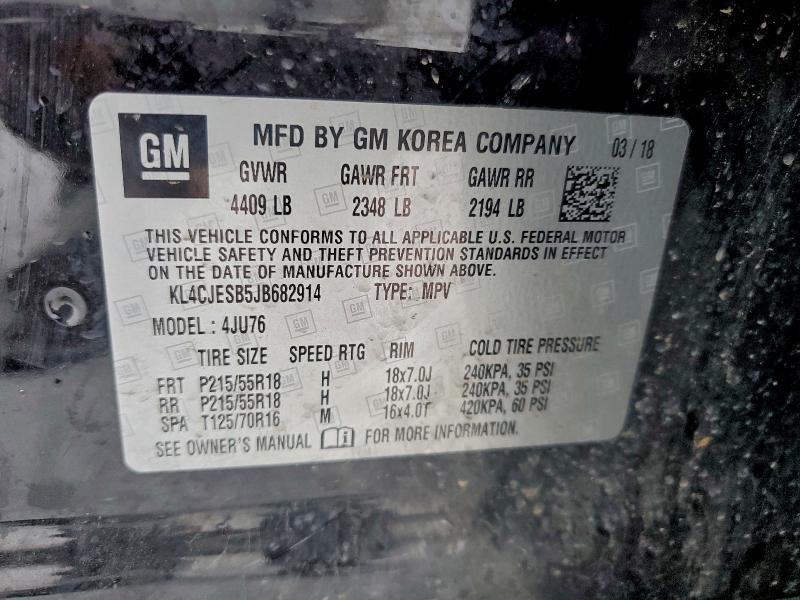 GM
MFD BY GM KOREA COMPANY 03 / 18
GVWR GAWR FRT GAWR RR
4409 LB 2348 LB 2194 LB
THIS VEHICLE CONFORMS TO ALL APPLICABLE U.S. FEDERAL MOTOR
VEHICLE SAFETY AND THEFT PREVENTION STANDARDS IN EFFECT
ON THE DATE OF MANUFACTURE SHOWN ABOVE.
KL4CJESB5JB682914 TYPE: MPV
MODEL : 4JU76
TIRE SIZE SPEED RTG RIM COLD TIRE PRESSURE
FRT P215/55R18 H 18x7.0J 240KPA, 35 PSI
RR P215/55R18 H 18x7.0J 240KPA, 35 PSI
SPA T125/70R16 M 16x4.0T 420KPA, 60 PSI
SEE OWNER'S MANUAL FOR MORE INFORMATION.